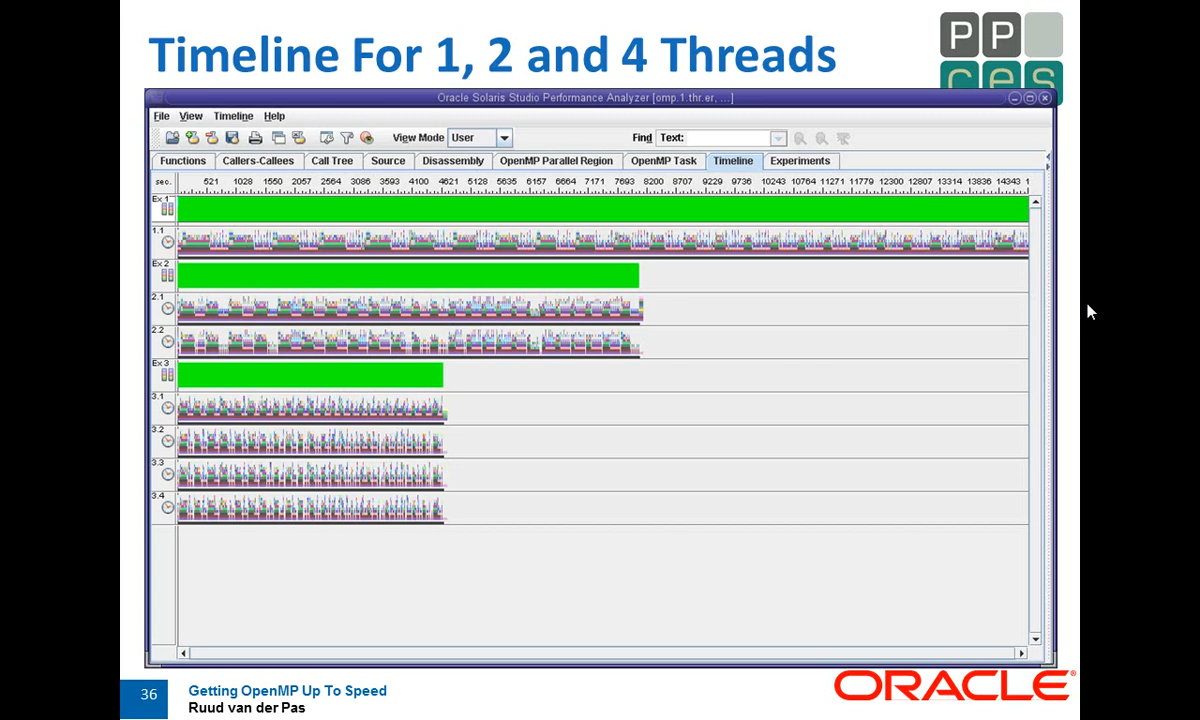 Timeline For 1, 2 and 4 Threads
PP
ces
Oracle Solaris Studio Performance Analyzer [omp.1.thr.er, ...]
File View Timeline Help
View Mode User Find Text:
Functions Callers-Callees Call Tree Source Disassembly OpenMP Parallel Region OpenMP Task Timeline Experiments
sec. 521 1028 1550 2057 2564 3086 3593 4100 4621 5128 5635 6157 6664 7171 7693 8200 8707 9229 9736 10243 10764 11271 11779 12300 12807 13314 13836 14343 1
Ex 1
1.1
Ex 2
2.1
2.2
Ex 3
3.1
3.2
3.3
3.4
36
Getting OpenMP Up To Speed
Ruud van der Pas
ORACLE®